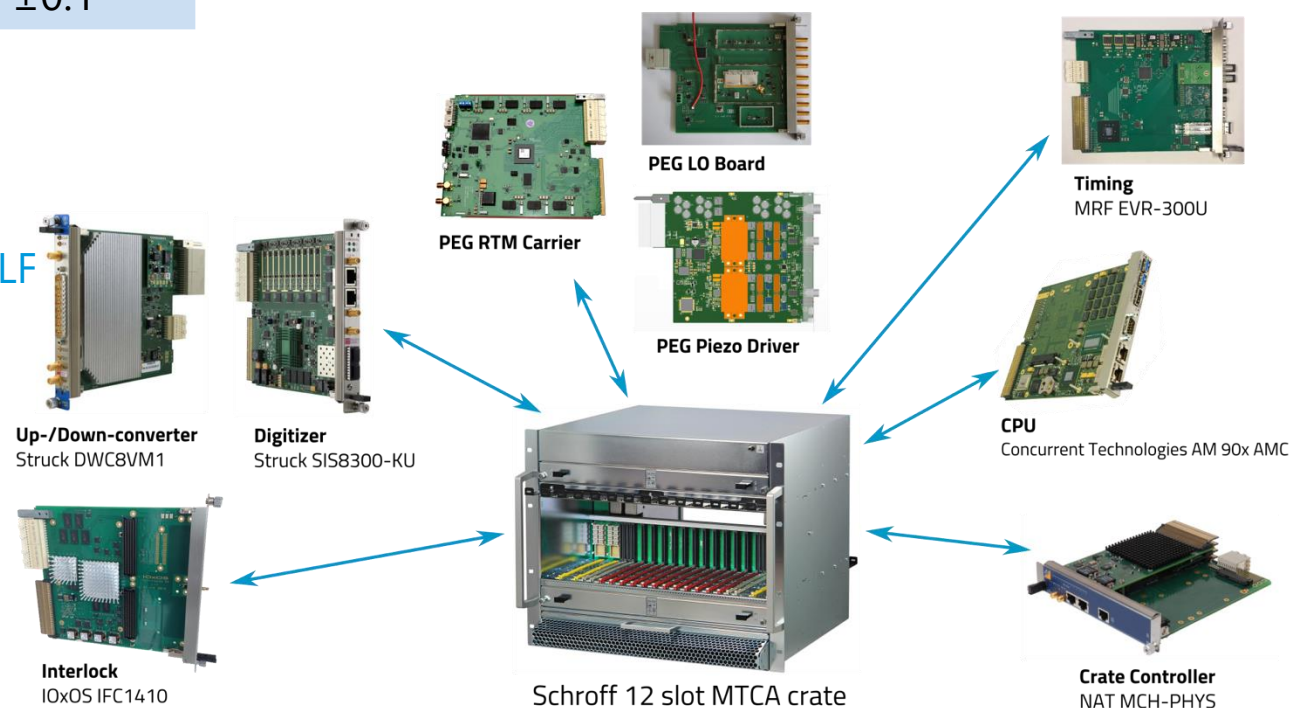 ±0.1
PEG LO Board
Timing
MRF EVR-300U
PEG RTM Carrier
LF
PEG Piezo Driver
Up-/Down-converter
Struck DWC8VM1
Digitizer
Struck SIS8300-KU
CPU
Concurrent Technologies AM 90x AMC
Interlock
IOxOS IFC1410
Schroff 12 slot MTCA crate
Crate Controller
NAT MCH-PHYS